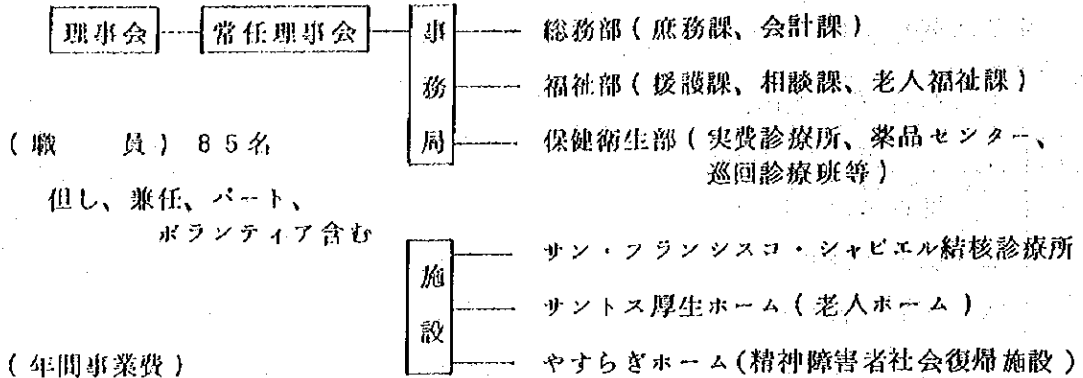 理事会 常任理事会 事務局 総務部(庶務課、会計課)
福祉部(援護課、相談課、老人福祉課)
(職 員) 85名 保健衛生部(実費診療所、薬品センター、
巡回診療班等)
但し、兼任、パート、
ボランティア含む
施設 サン・フランシスコ・シャビエル結核診療所
サントス厚生ホーム(老人ホーム)
(年間事業費) やすらぎホーム(精神障害者社会復帰施設)